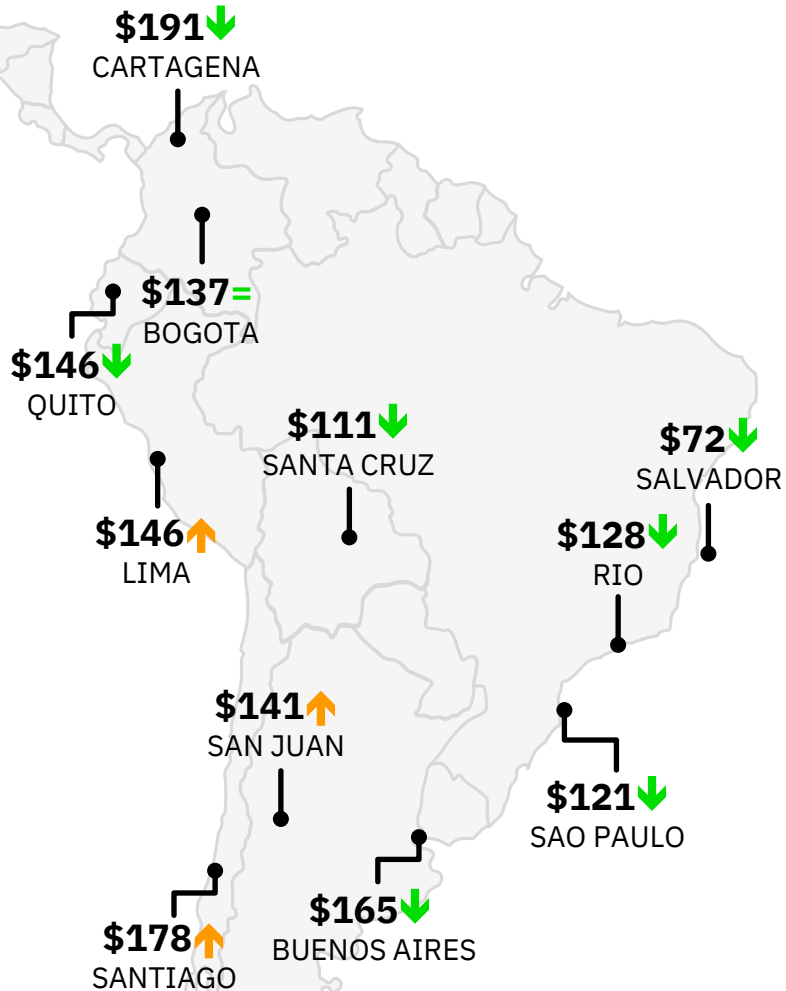 $191
CARTAGENA
$137=
BOGOTA
$146
QUITO
$111
SANTA CRUZ
$72
SALVADOR
$146
LIMA
$128
RIO
$141
SAN JUAN
$121
SAO PAULO
$165
BUENOS AIRES
$178
SANTIAGO